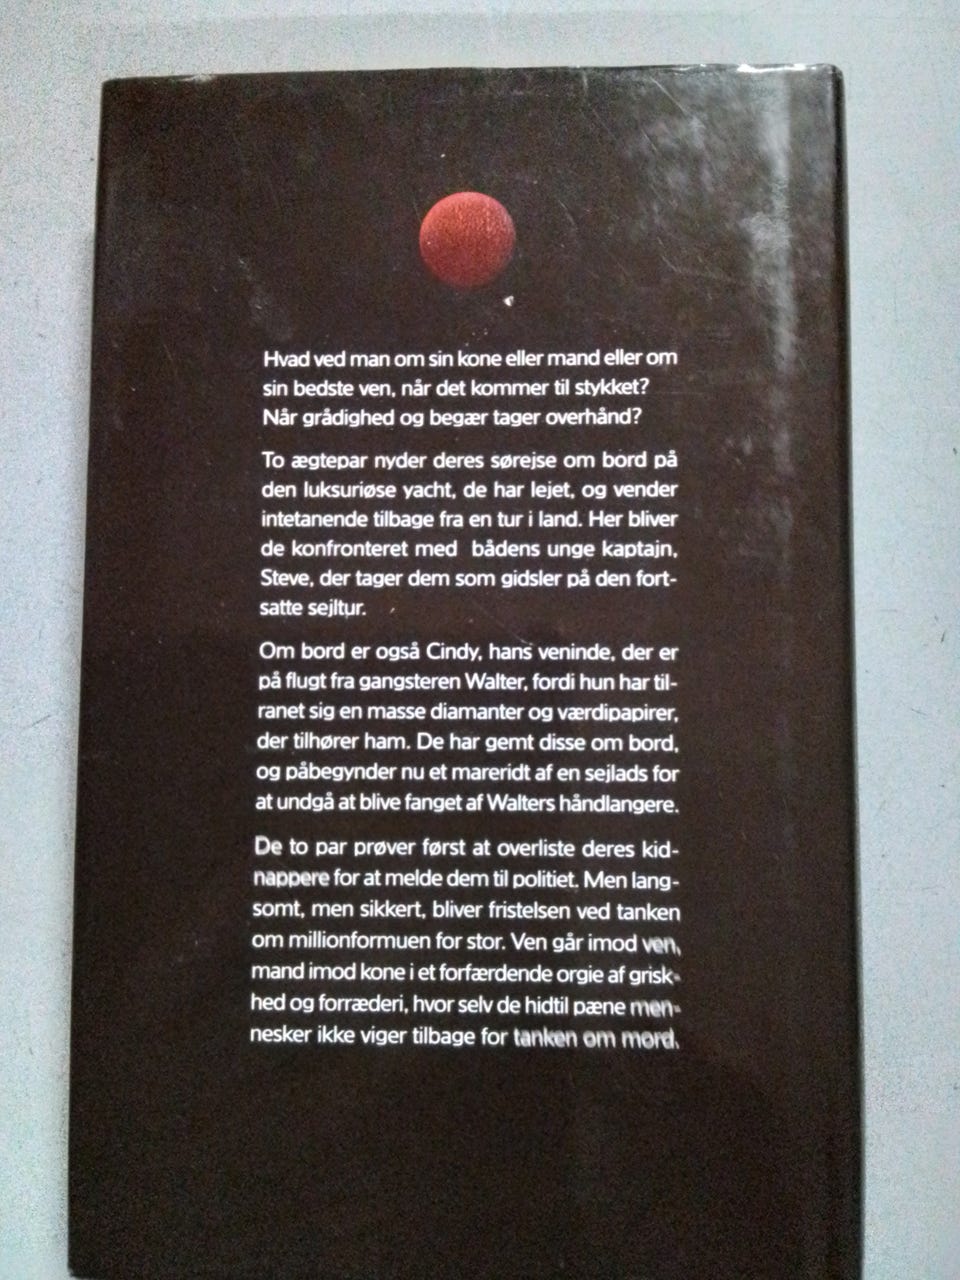 Hvad ved man om sin kone eller mand eller om
sin bedste ven, når det kommer til stykket?
Når grådighed og begær tager overhånd?
To ægtepar nyder deres sørejse om bord på
den luksuriøse yacht, de har lejet, og vender
intetanende tilbage fra en tur i land. Her bliver
de konfronteret med bådens unge kaptajn,
Steve, der tager dem som gidsler på den fort-
satte sejltur.
Om bord er også Cindy, hans veninde, der er
på flugt fra gangsteren Walter, fordi hun har til-
ranet sig en masse diamanter og værdipapirer,
der tilhører ham. De har gemt disse om bord,
og påbegynder nu et mareridt af en sejlads for
at undgå at blive fanget af Walters håndlangere.
De to par prøver først at overliste deres kid-
nappere for at melde dem til politiet. Men lang-
somt, men sikkert, bliver fristelsen ved tanken
om millionformuen for stor. Ven går imod ven,
mand imod kone i et forfærdende orgie af grisk-
hed og forræderi, hvor selv de hidtil pæne men-
nesker ikke viger tilbage for tanken om mord.